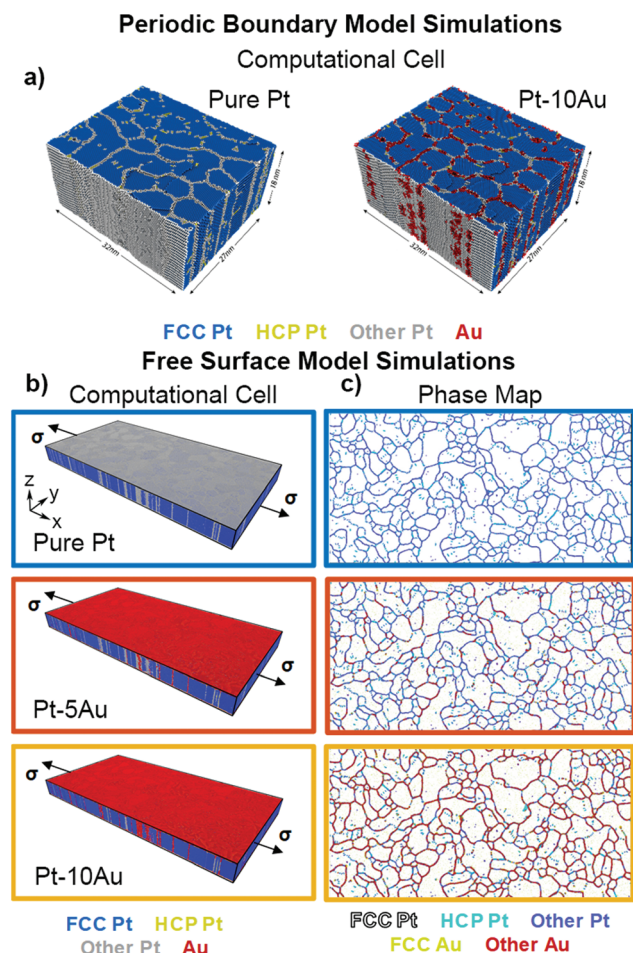 Periodic Boundary Model Simulations
Computational Cell
a)
Pure Pt
Pt-10Au
18 nm
32nm
27nm
18 nm
32nm
27nm
FCC Pt HCP Pt Other Pt Au
Free Surface Model Simulations
b) Computational Cell
c) Phase Map
σ
σ
z
y
x
Pure Pt
σ
σ
Pt-5Au
σ
σ
Pt-10Au
FCC Pt HCP Pt
Other Pt Au
FCC Pt HCP Pt Other Pt
FCC Au Other Au